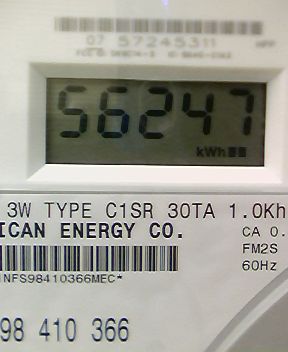 07 57245311
56247
kWh
3W TYPE C1SR 30TA 1.0Kh
ICAN ENERGY CO.
CA 0.
FM2S
60Hz
INFS98410366MEC*
98 410 366